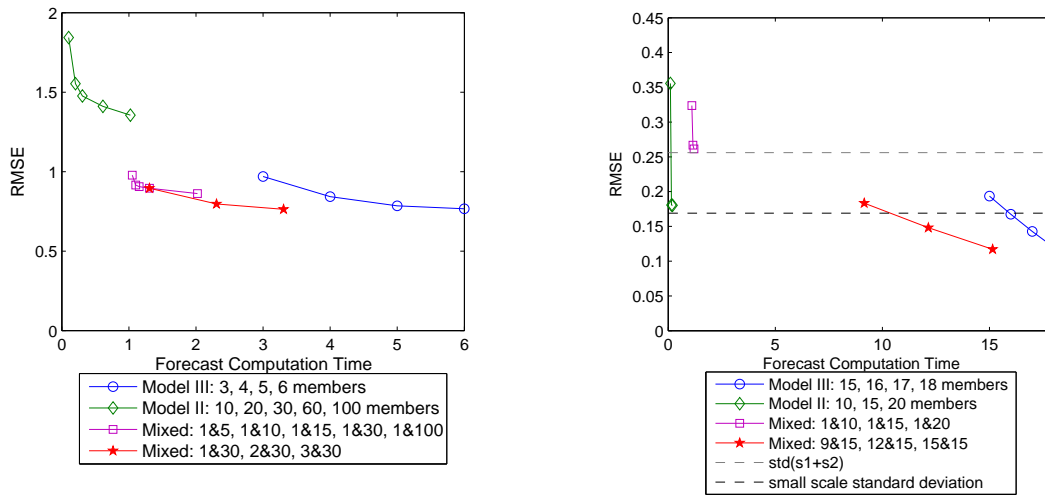 2
1.5
1
0.5
0
RMSE
0 1 2 3 4 5 6
Forecast Computation Time
Model III: 3, 4, 5, 6 members
Model II: 10, 20, 30, 60, 100 members
Mixed: 1&5, 1&10, 1&15, 1&30, 1&100
Mixed: 1&30, 2&30, 3&30
0.45
0.4
0.35
0.3
0.25
0.2
0.15
0.1
0.05
0
RMSE
0 5 10 15
Forecast Computation Time
Model III: 15, 16, 17, 18 members
Model II: 10, 15, 20 members
Mixed: 1&10, 1&15, 1&20
Mixed: 9&15, 12&15, 15&15
std(s1+s2)
small scale standard deviation